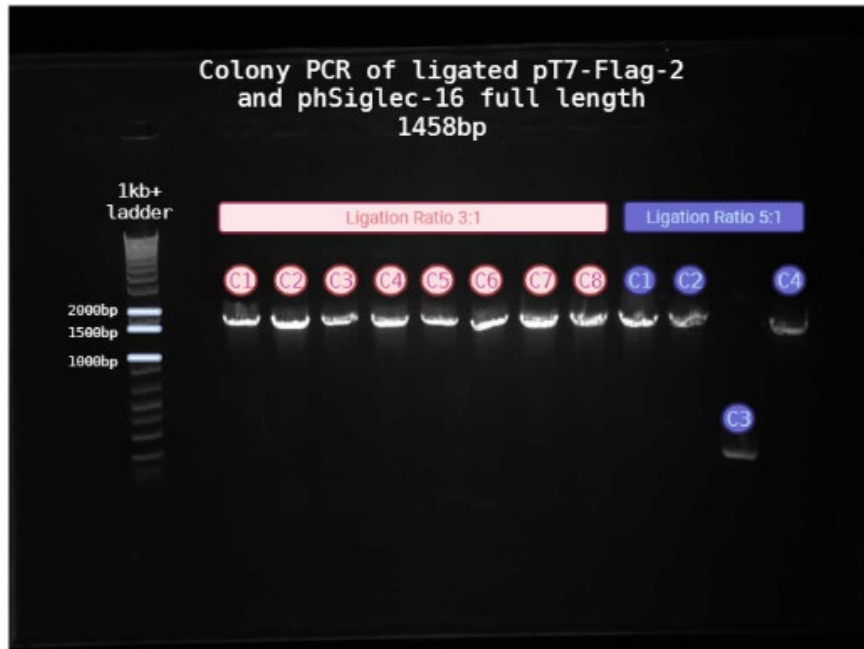 Colony PCR of ligated pT7-Flag-2
and phSiglec-16 full length
1458bp
1kb+
ladder
Ligation Ratio 3:1
Ligation Ratio 5:1
C1 C2 C3 C4 C5 C6 C7 C8 C1 C2 C4
2000bp
1500bp
1000bp
C3